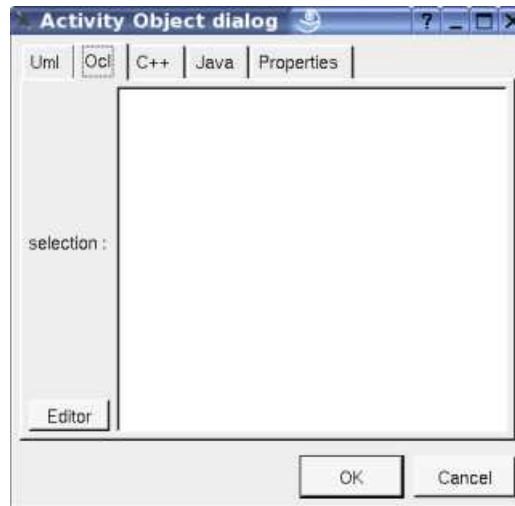 Activity Object dialog
Uml Ocl C++ Java Properties
selection :
Editor
OK Cancel